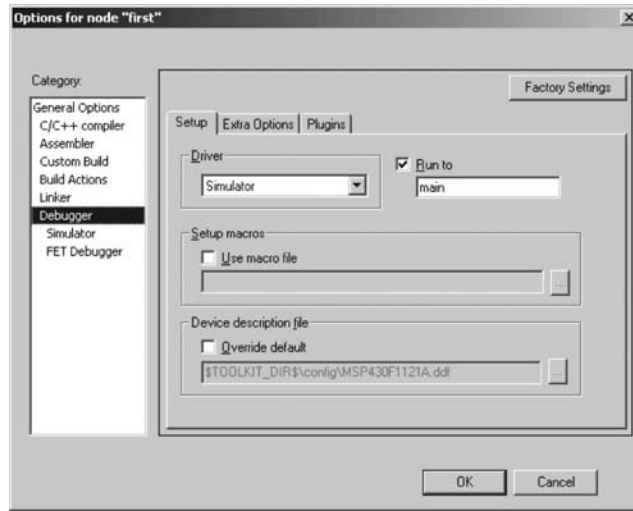 Options for node "first"
Category:
General Options
C/C++ compiler
Assembler
Custom Build
Build Actions
Linker
Debugger
Simulator
FET Debugger
Factory Settings
Setup Extra Options Plugins
Driver
Simulator
Run to
main
Setup macros
Use macro file
...
Device description file
Override default
$TOOLKIT_DIR$\config\MSP430F1121A.ddf
...
OK Cancel